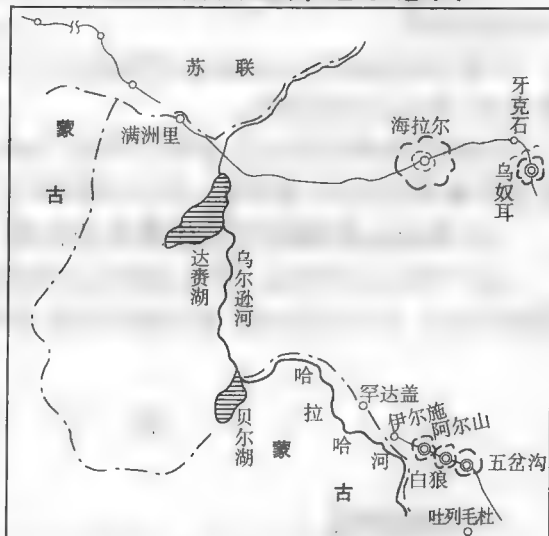 苏联
蒙古
满洲里
海拉尔
牙克石
乌奴耳
达赉湖
乌尔逊河
贝尔湖
哈拉哈河
蒙古
罕达盖
伊尔施
阿尔山
白狼
五岔沟
吐列毛杜